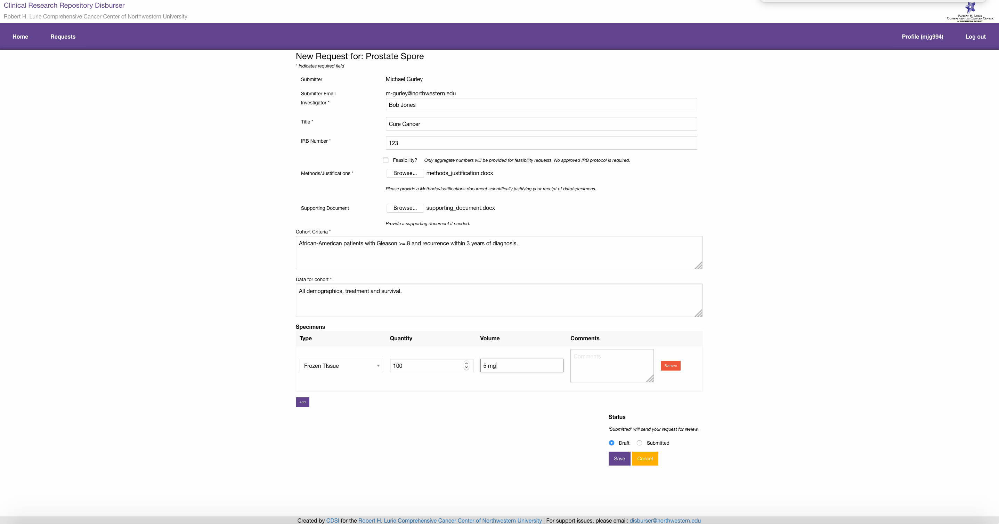 Clinical Research Repository Disburser
Robert H. Lurie Comprehensive Cancer Center of Northwestern University
ROBERT H. LURIE
COMPREHENSIVE CANCER CENTER
OF NORTHWESTERN UNIVERSITY
Home Requests Profile (mjg994) Log out
New Request for: Prostate Spore
* Indicates required field
Submitter Michael Gurley
Submitter Email m-gurley@northwestern.edu
Investigator * Bob Jones
Title * Cure Cancer
IRB Number * 123
Feasibility? Only aggregate numbers will be provided for feasibility requests. No approved IRB protocol is required.
Methods/Justifications * Browse... methods_justification.docx
Please provide a Methods/Justifications document scientifically justifying your receipt of data/specimens.
Supporting Document Browse... supporting_document.docx
Provide a supporting document if needed.
Cohort Criteria *
African-American patients with Gleason >= 8 and recurrence within 3 years of diagnosis.
Data for cohort *
All demographics, treatment and survival.
Specimens
Type Quantity Volume Comments
Frozen TIssue 100 5 mg Comments Remove
Add
Status
'Submitted' will send your request for review.
Draft Submitted
Save Cancel
Created by CDSI for the Robert H. Lurie Comprehensive Cancer Center of Northwestern University | For support issues, please email: disburser@northwestern.edu